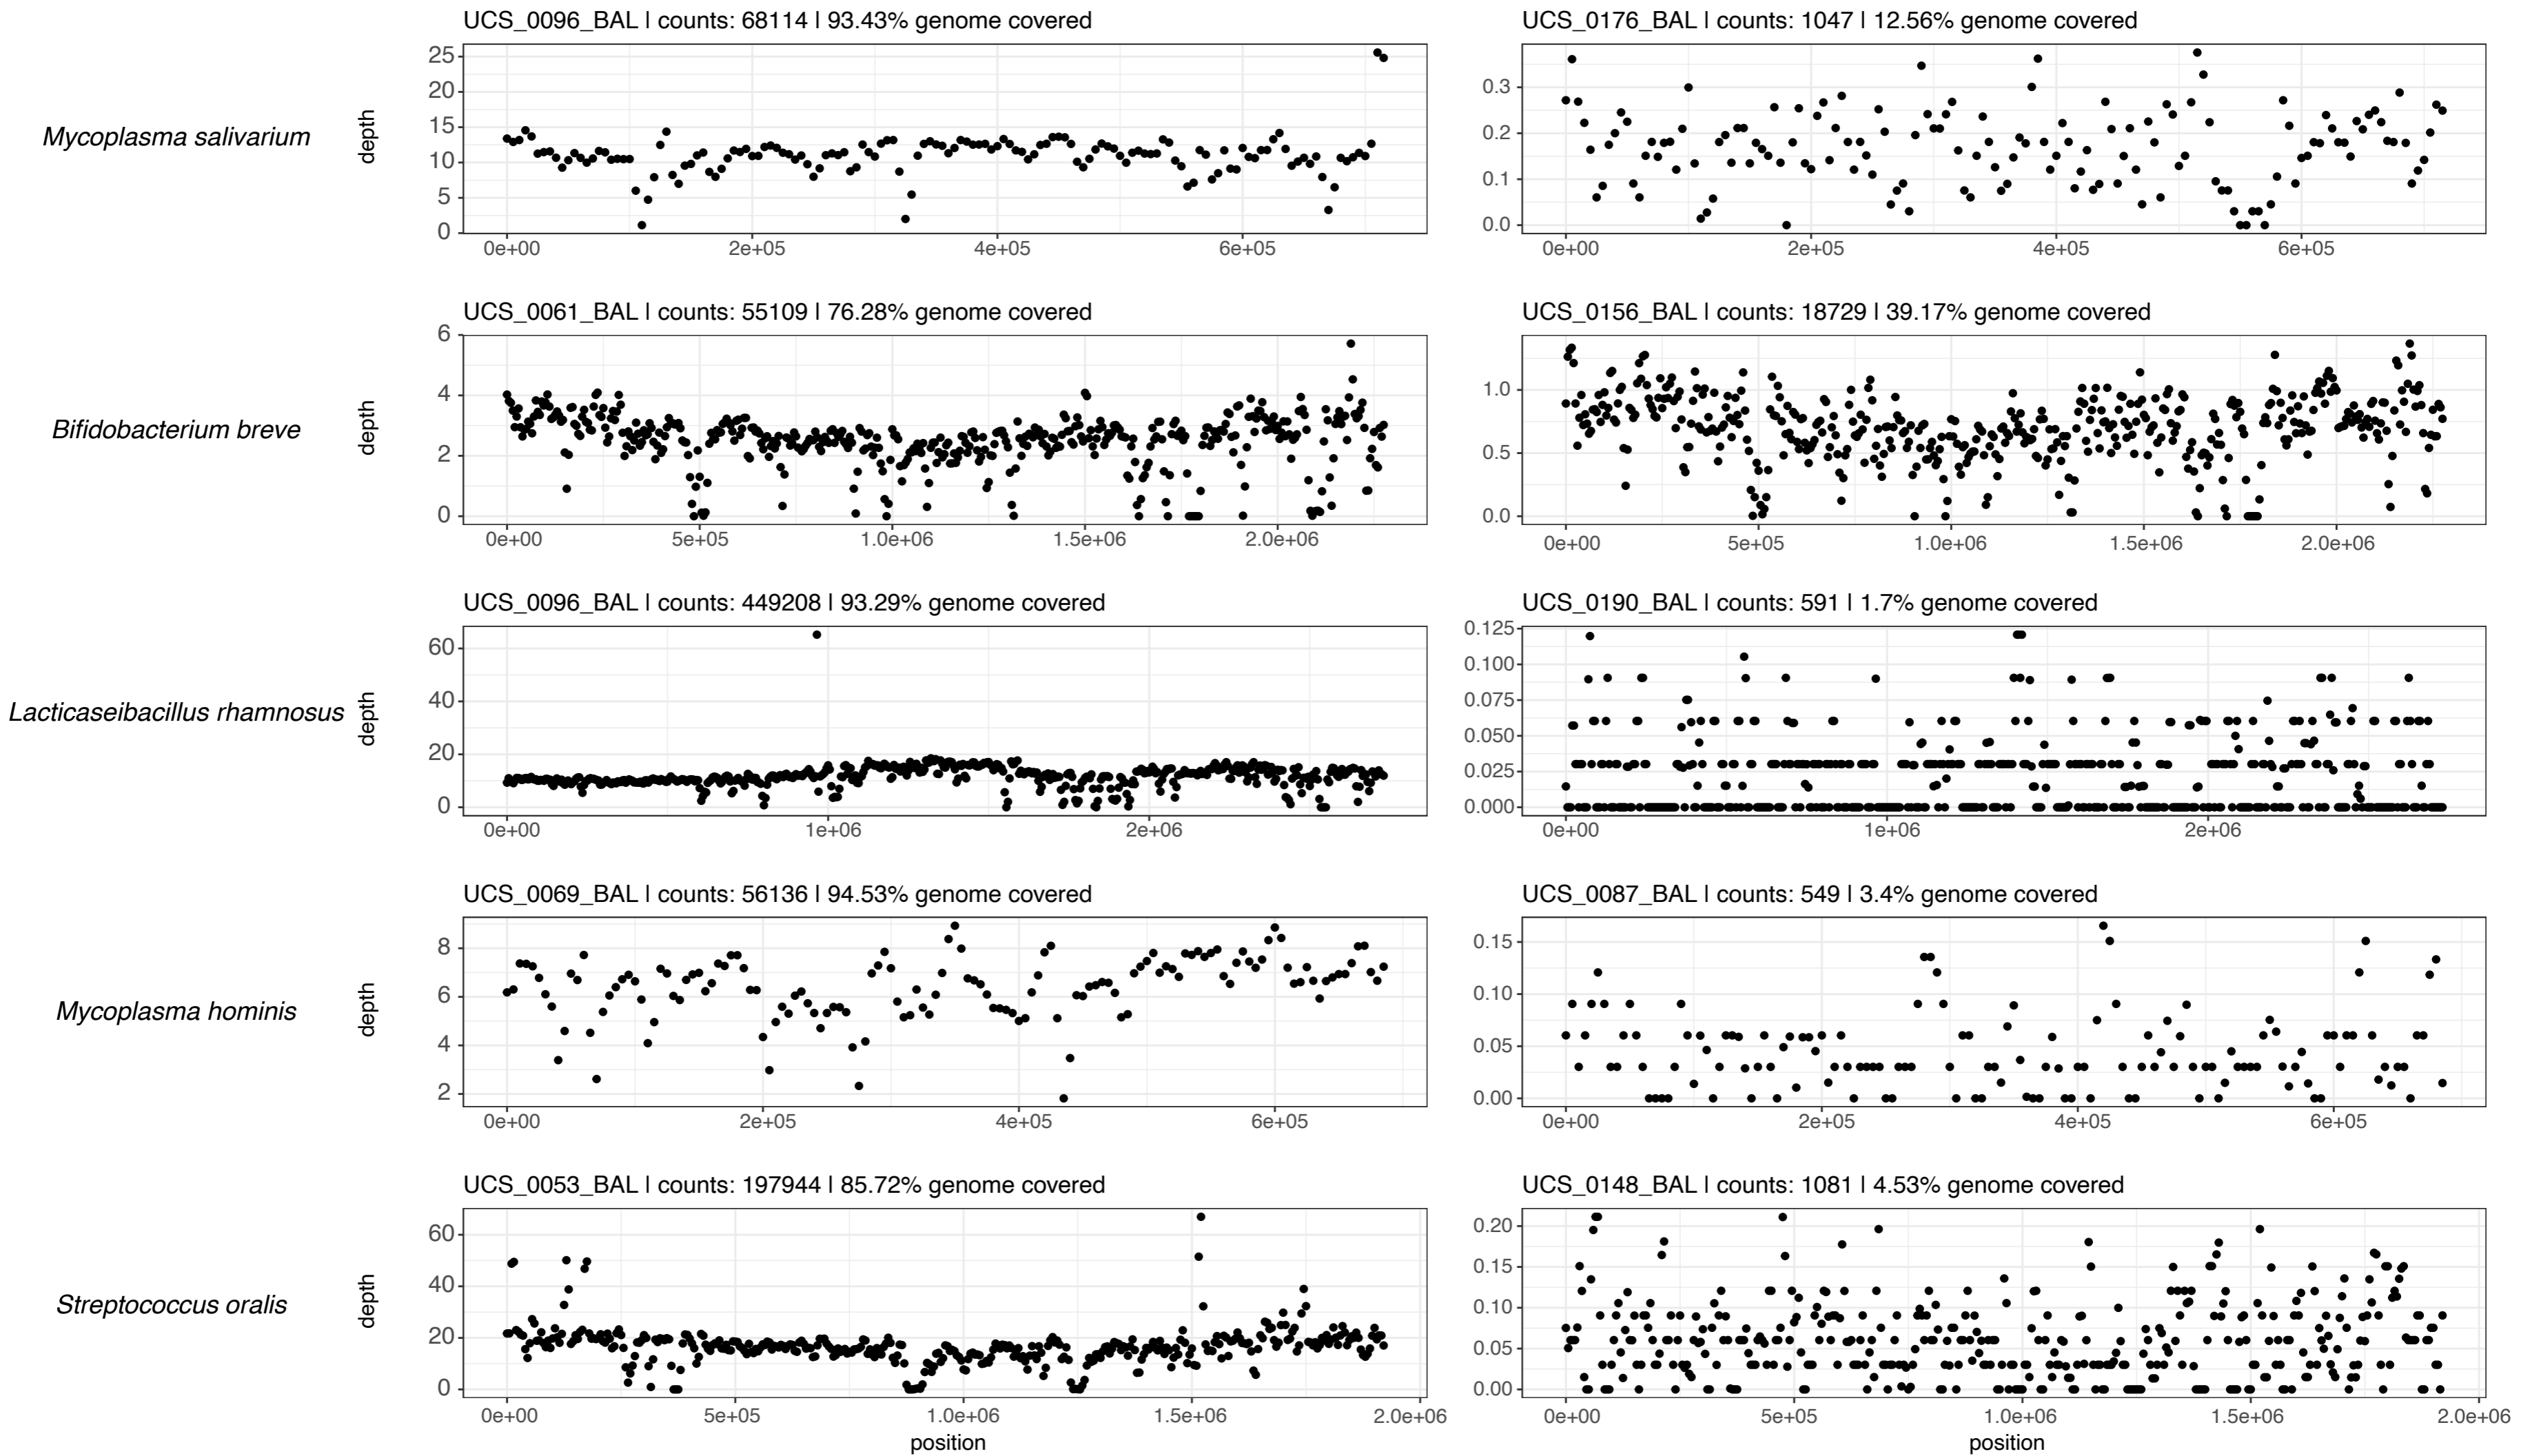 UCS_0096_BAL | counts: 68114 | 93.43% genome covered
UCS_0176_BAL | counts: 1047 | 12.56% genome covered
Mycoplasma salivarium
depth
25
20
15
10
5
0
0e+00 2e+05 4e+05 6e+05
0.3
0.2
0.1
0.0
0e+00 2e+05 4e+05 6e+05
UCS_0061_BAL | counts: 55109 | 76.28% genome covered
UCS_0156_BAL | counts: 18729 | 39.17% genome covered
Bifidobacterium breve
depth
6
4
2
0
0e+00 5e+05 1.0e+06 1.5e+06 2.0e+06
1.0
0.5
0.0
0e+00 5e+05 1.0e+06 1.5e+06 2.0e+06
UCS_0096_BAL | counts: 449208 | 93.29% genome covered
UCS_0190_BAL | counts: 591 | 1.7% genome covered
Lacticaseibacillus rhamnosus
depth
60
40
20
0
0e+00 1e+06 2e+06
0.125
0.100
0.075
0.050
0.025
0.000
0e+00 1e+06 2e+06
UCS_0069_BAL | counts: 56136 | 94.53% genome covered
UCS_0087_BAL | counts: 549 | 3.4% genome covered
Mycoplasma hominis
depth
8
6
4
2
0e+00 2e+05 4e+05 6e+05
0.15
0.10
0.05
0.00
0e+00 2e+05 4e+05 6e+05
UCS_0053_BAL | counts: 197944 | 85.72% genome covered
UCS_0148_BAL | counts: 1081 | 4.53% genome covered
Streptococcus oralis
depth
60
40
20
0
0e+00 5e+05 1.0e+06 1.5e+06 2.0e+06
position
0.20
0.15
0.10
0.05
0.00
0e+00 5e+05 1.0e+06 1.5e+06 2.0e+06
position